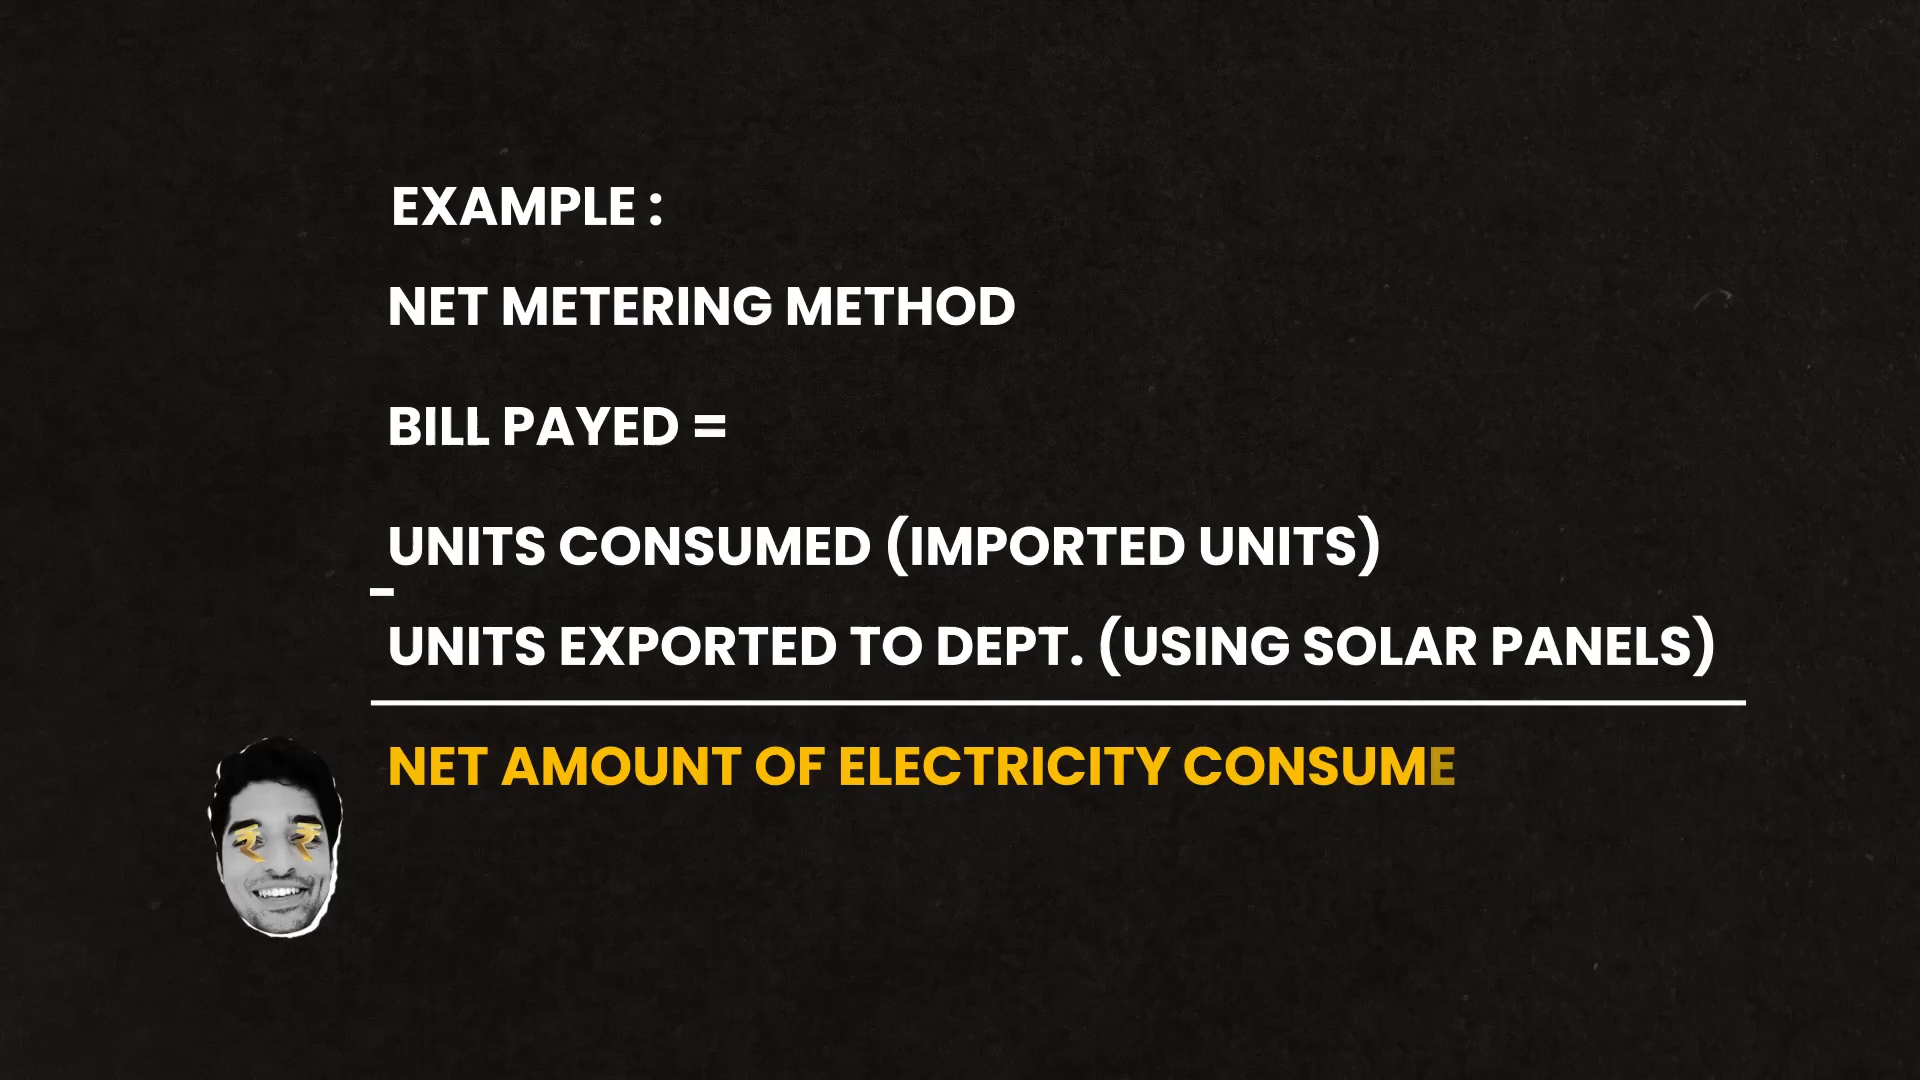 EXAMPLE :
NET METERING METHOD
BILL PAYED =
UNITS CONSUMED (IMPORTED UNITS)
-
UNITS EXPORTED TO DEPT. (USING SOLAR PANELS)
NET AMOUNT OF ELECTRICITY CONSUME
₹ ₹